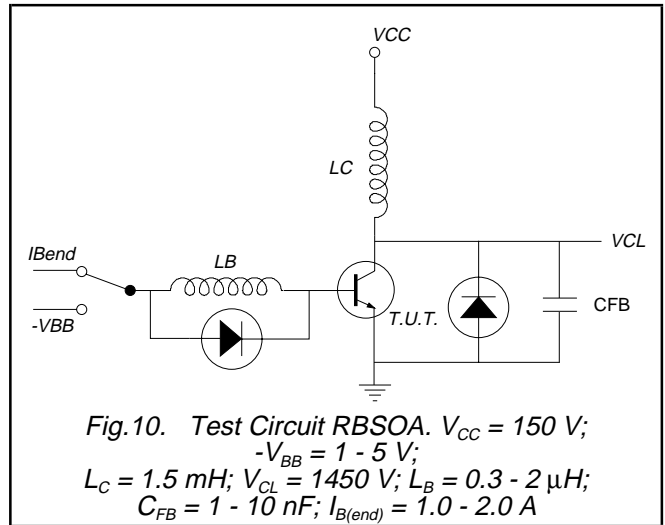 VCC
LC
VCL
IBend
LB
-VBB
T.U.T.
CFB
Fig.10. Test Circuit RBSOA. VCC = 150 V;
-VBB = 1 - 5 V;
LC = 1.5 mH; VCL = 1450 V; LB = 0.3 - 2 μH;
CFB = 1 - 10 nF; IB(end) = 1.0 - 2.0 A